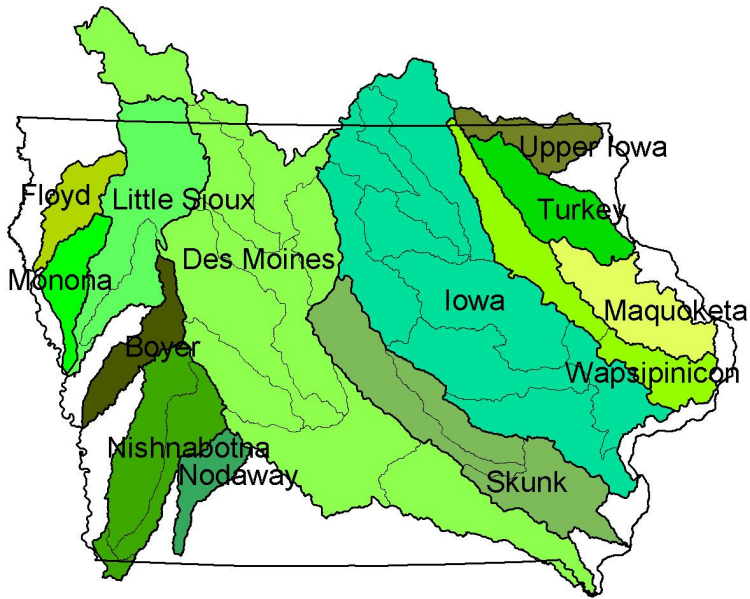 Upper Iowa
Floyd
Little Sioux
Turkey
Des Moines
Monona
Iowa
Maquoketa
Boyer
Wapsipinicon
Nishnabotna
Nodaway
Skunk